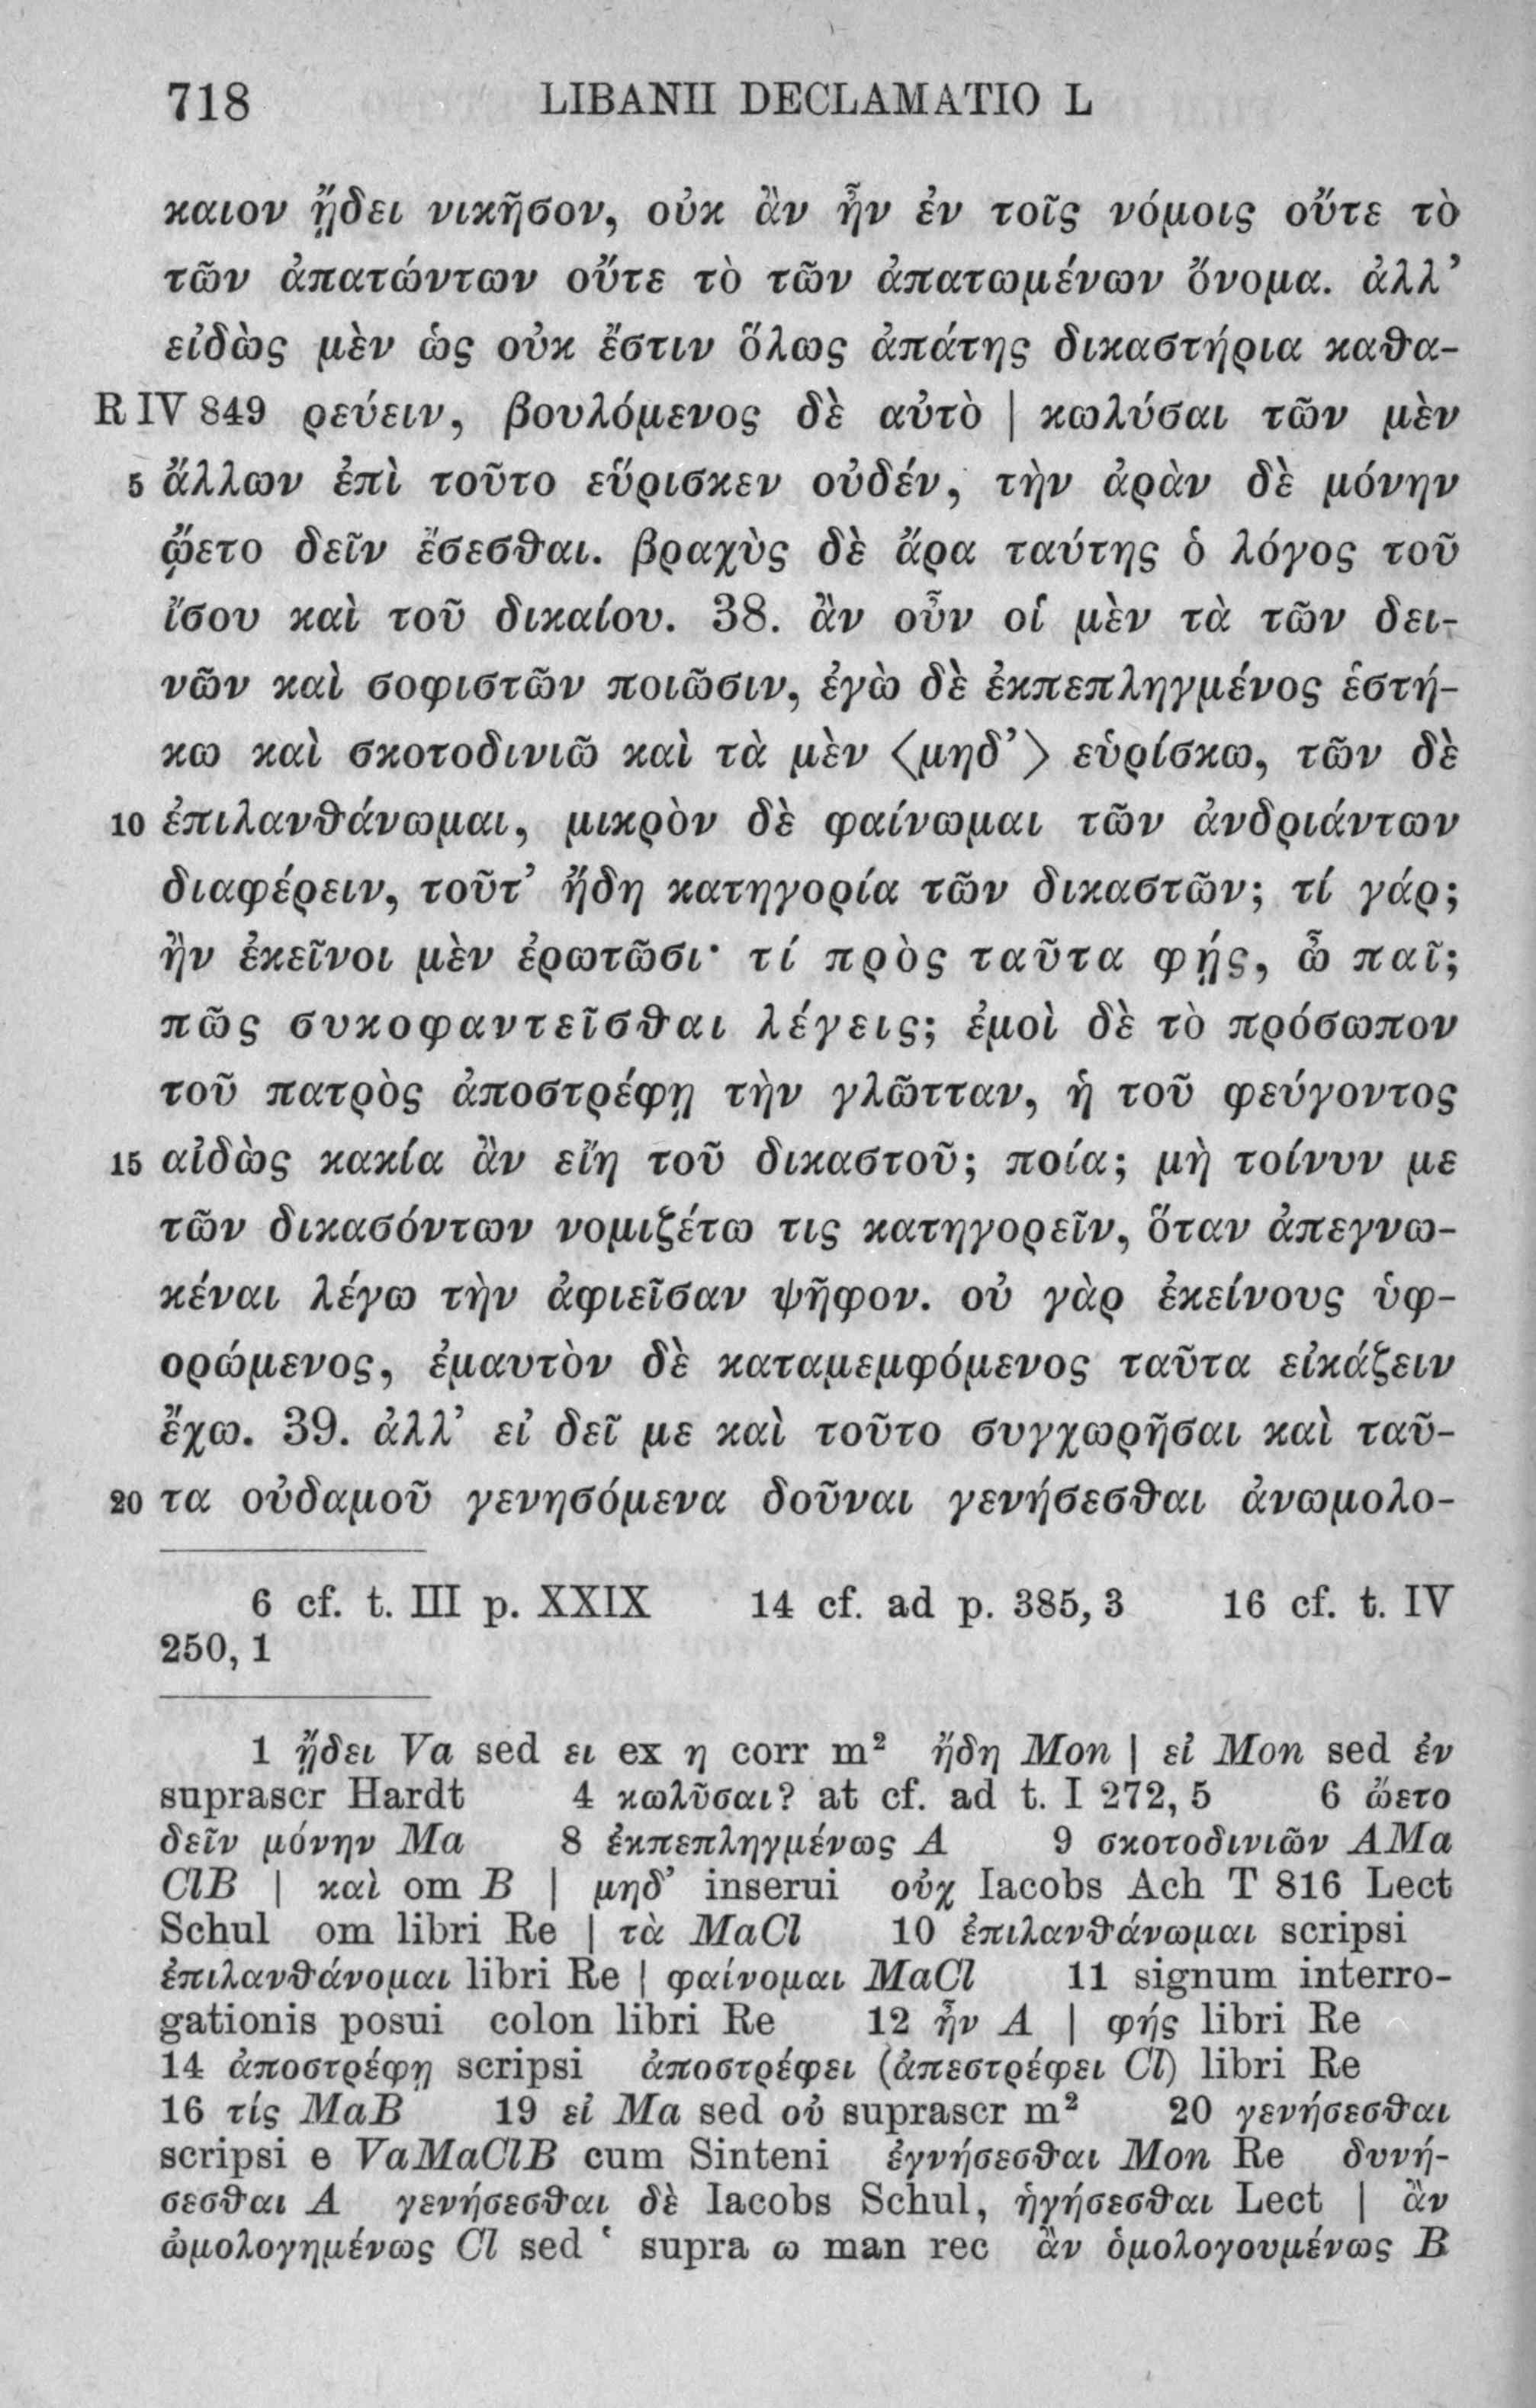 718 LIBANII DECLAMATIO L
καιον ᾔδει νικῆσον, οὐκ ἂν ἦν ἐν τοῖς νόμοις οὔτε τὸ
τῶν ἀπατώντων οὔτε τὸ τῶν ἀπατωμένων ὄνομα. ἀλλ’
εἰδὼς μὲν ὡς οὐκ ἔστιν ὅλως ἀπάτης δικαστήρια καθα-
R IV 849 ρεύειν, βουλόμενος δὲ αὐτὸ | κωλύσαι τῶν μὲν
5 ἄλλων ἐπὶ τοῦτο εὕρισκεν οὐδέν, τὴν ἀρὰν δὲ μόνην
ᾤετο δεῖν ἔσεσθαι. βραχὺς δὲ ἄρα ταύτης ὁ λόγος τοῦ
ἴσου καὶ τοῦ δικαίου. 38. ἂν οὖν οἱ μὲν τὰ τῶν δει-
νῶν καὶ σοφιστῶν ποιῶσιν, ἐγὼ δὲ ἐκπεπληγμένος ἑστή-
κω καὶ σκοτοδινιῶ καὶ τὰ μὲν ⟨μηδ’⟩ εὑρίσκω, τῶν δὲ
10 ἐπιλανθάνωμαι, μικρὸν δὲ φαίνωμαι τῶν ἀνδριάντων
διαφέρειν, τοῦτ’ ἤδη κατηγορία τῶν δικαστῶν; τί γάρ;
ἢν ἐκεῖνοι μὲν ἐρωτῶσι· τί πρὸς ταῦτα φῄς, ὦ παῖ;
πῶς συκοφαντεῖσθαι λέγεις; ἐμοὶ δὲ τὸ πρόσωπον
τοῦ πατρὸς ἀποστρέφῃ τὴν γλῶτταν, ἡ τοῦ φεύγοντος
15 αἰδὼς κακία ἂν εἴη τοῦ δικαστοῦ; ποία; μὴ τοίνυν με
τῶν δικασόντων νομιζέτω τις κατηγορεῖν, ὅταν ἀπεγνω-
κέναι λέγω τὴν ἀφιεῖσαν ψῆφον. οὐ γὰρ ἐκείνους ὑφ-
ορώμενος, ἐμαυτὸν δὲ καταμεμφόμενος ταῦτα εἰκάζειν
ἔχω. 39. ἀλλ’ εἰ δεῖ με καὶ τοῦτο συγχωρῆσαι καὶ ταῦ-
20 τα οὐδαμοῦ γενησόμενα δοῦναι γενήσεσθαι ἀνωμολο-
6 cf. t. III p. XXIX 14 cf. ad p. 385, 3 16 cf. t. IV
250, 1
1 ᾔδει Va sed ει ex η corr m² ἤδη Mon | εἰ Mon sed ἐν
suprascr Hardt 4 κωλῦσαι? at cf. ad t. I 272, 5 6 ὤετο
δεῖν μόνην Ma 8 ἐκπεπληγμένως A 9 σκοτοδινιῶν AMa
ClB | καὶ om B | μηδ’ inserui οὐχ Iacobs Ach T 816 Lect
Schul om libri Re | τὰ MaCl 10 ἐπιλανθάνωμαι scripsi
ἐπιλανθάνομαι libri Re | φαίνομαι MaCl 11 signum interro-
gationis posui colon libri Re 12 ἦν A | φής libri Re
14 ἀποστρέφῃ scripsi ἀποστρέφει (ἀπεστρέφει Cl) libri Re
16 τίς MaB 19 εἰ Ma sed οὐ suprascr m² 20 γενήσεσθαι
scripsi e VaMaClB cum Sinteni ἐγνήσεσθαι Mon Re δυνή-
σεσθαι A γενήσεσθαι δὲ Iacobs Schul, ἡγήσεσθαι Lect | ἂν
ὠμολογημένως Cl sed ʽ supra ω man rec ἂν ὁμολογουμένως B